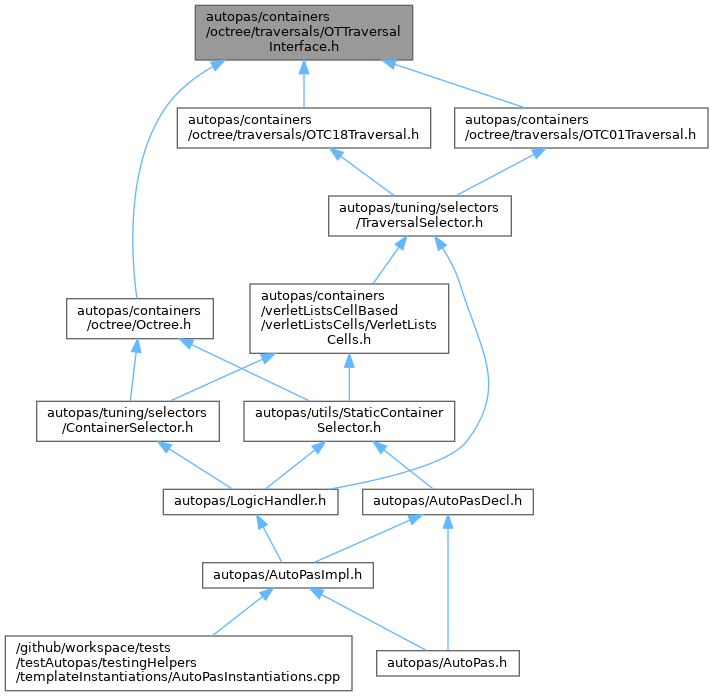 autopas/containers
/octree/traversals/OTTraversal
Interface.h
autopas/containers
/octree/traversals/OTC18Traversal.h
autopas/containers
/octree/traversals/OTC01Traversal.h
autopas/tuning/selectors
/TraversalSelector.h
autopas/containers
/verletListsCellBased
/verletListsCells/VerletLists
Cells.h
autopas/containers
/octree/Octree.h
autopas/tuning/selectors
/ContainerSelector.h
autopas/utils/StaticContainer
Selector.h
autopas/LogicHandler.h
autopas/AutoPasDecl.h
autopas/AutoPasImpl.h
/github/workspace/tests
/testAutopas/testingHelpers
/templateInstantiations/AutoPasInstantiations.cpp
autopas/AutoPas.h